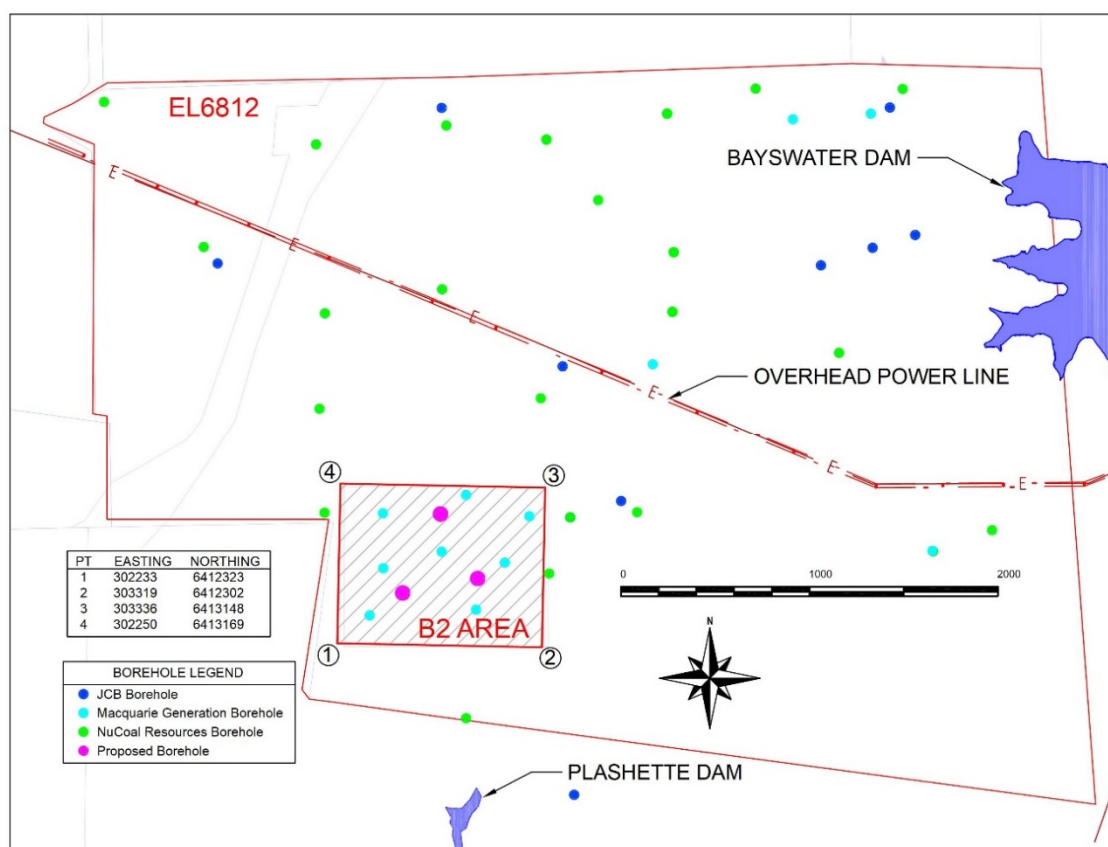 EL6812
BAYSWATER DAM
E
E
E
OVERHEAD POWER LINE
E
E
E
4
3
0 1000 2000
PT EASTING NORTHING
1 302233 6412323
2 303319 6412302
3 303336 6413148
4 302250 6413169
B2 AREA
1
2
N
BOREHOLE LEGEND
JCB Borehole
Macquarie Generation Borehole
NuCoal Resources Borehole
Proposed Borehole
PLASHETTE DAM